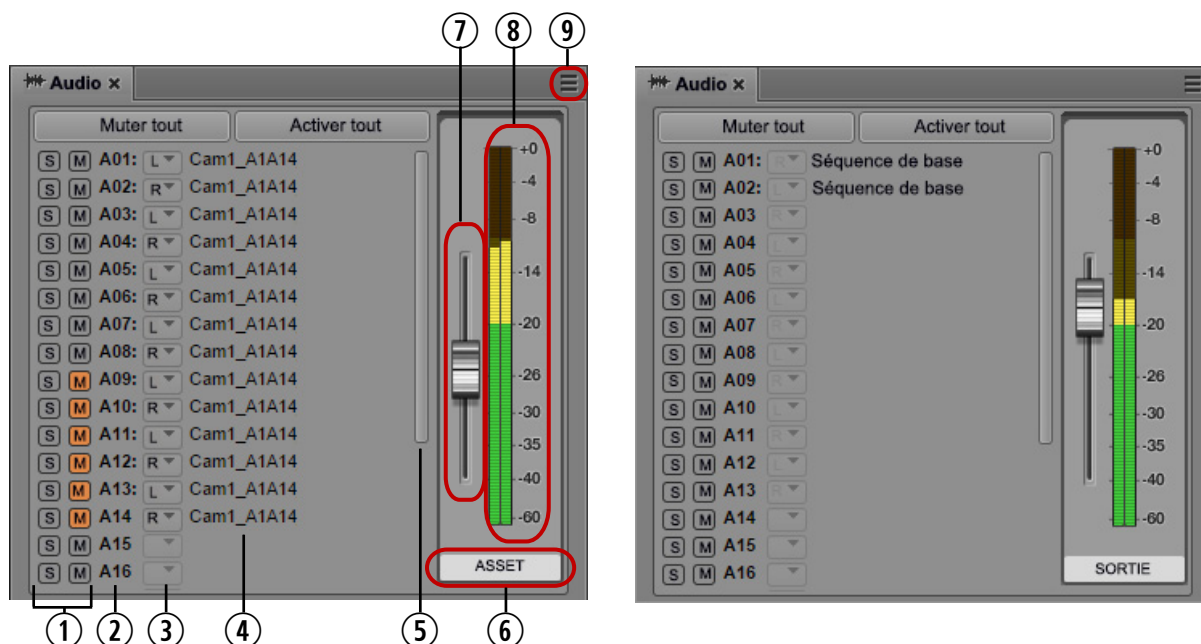 ⑦ ⑧ ⑨
Audio ×
Muter tout Activer tout
S M A01: L Cam1_A1A14
S M A02: R Cam1_A1A14
S M A03: L Cam1_A1A14
S M A04: R Cam1_A1A14
S M A05: L Cam1_A1A14
S M A06: R Cam1_A1A14
S M A07: L Cam1_A1A14
S M A08: R Cam1_A1A14
S M A09: L Cam1_A1A14
S M A10: R Cam1_A1A14
S M A11: L Cam1_A1A14
S M A12: R Cam1_A1A14
S M A13: L Cam1_A1A14
S M A14 R Cam1_A1A14
S M A15
S M A16
+0
-4
-8
-14
-20
-26
-30
-35
-40
-60
ASSET
① ② ③ ④ ⑤ ⑥
Audio ×
Muter tout Activer tout
S M A01: R Séquence de base
S M A02: L Séquence de base
S M A03 R
S M A04 L
S M A05 R
S M A06 L
S M A07 R
S M A08 L
S M A09 R
S M A10 L
S M A11 R
S M A12 L
S M A13 R
S M A14
S M A15
S M A16
+0
-4
-8
-14
-20
-26
-30
-35
-40
-60
SORTIE